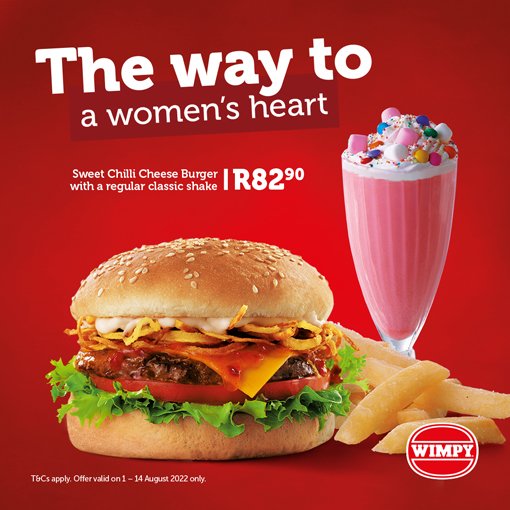 The way to
a women's heart
Sweet Chilli Cheese Burger
with a regular classic shake | R82⁹⁰
WIMPY
T&Cs apply. Offer valid on 1 – 14 August 2022 only.